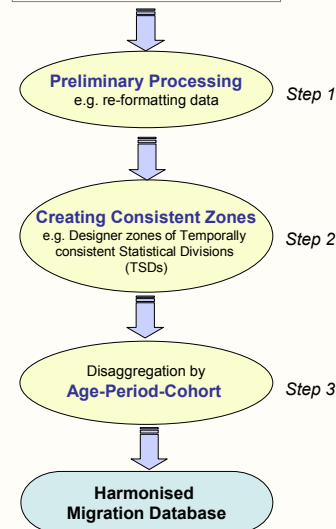 Preliminary Processing
e.g. re-formatting data
Step 1
Creating Consistent Zones
e.g. Designer zones of Temporally
consistent Statistical Divisions
(TSDs)
Step 2
Disaggregation by
Age-Period-Cohort
Step 3
Harmonised
Migration Database